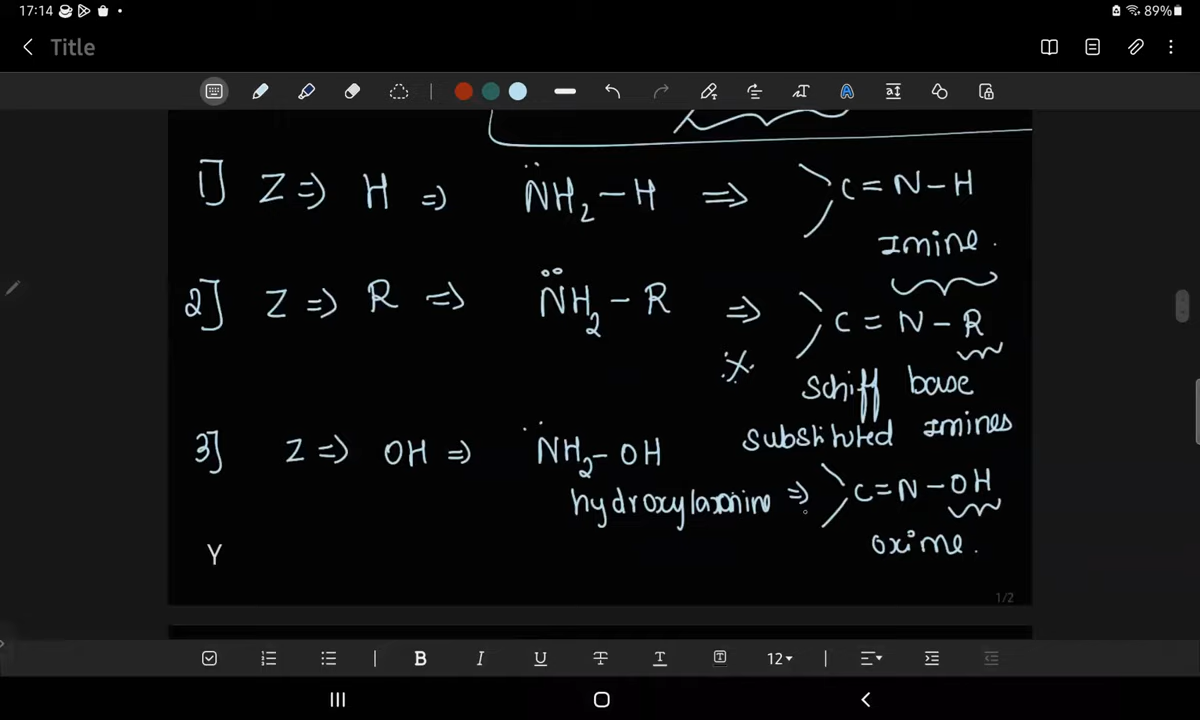 17:14 89%
Title
1] Z => H => N̈H₂-H => C=N-H
Imine.
2] Z => R => N̈H₂-R => C=N-R
Schiff base
substituted Imines
3] Z => OH => N̈H₂-OH
hydroxylamine => C=N-OH
oxime.
Y
1/2
B I U T T 12